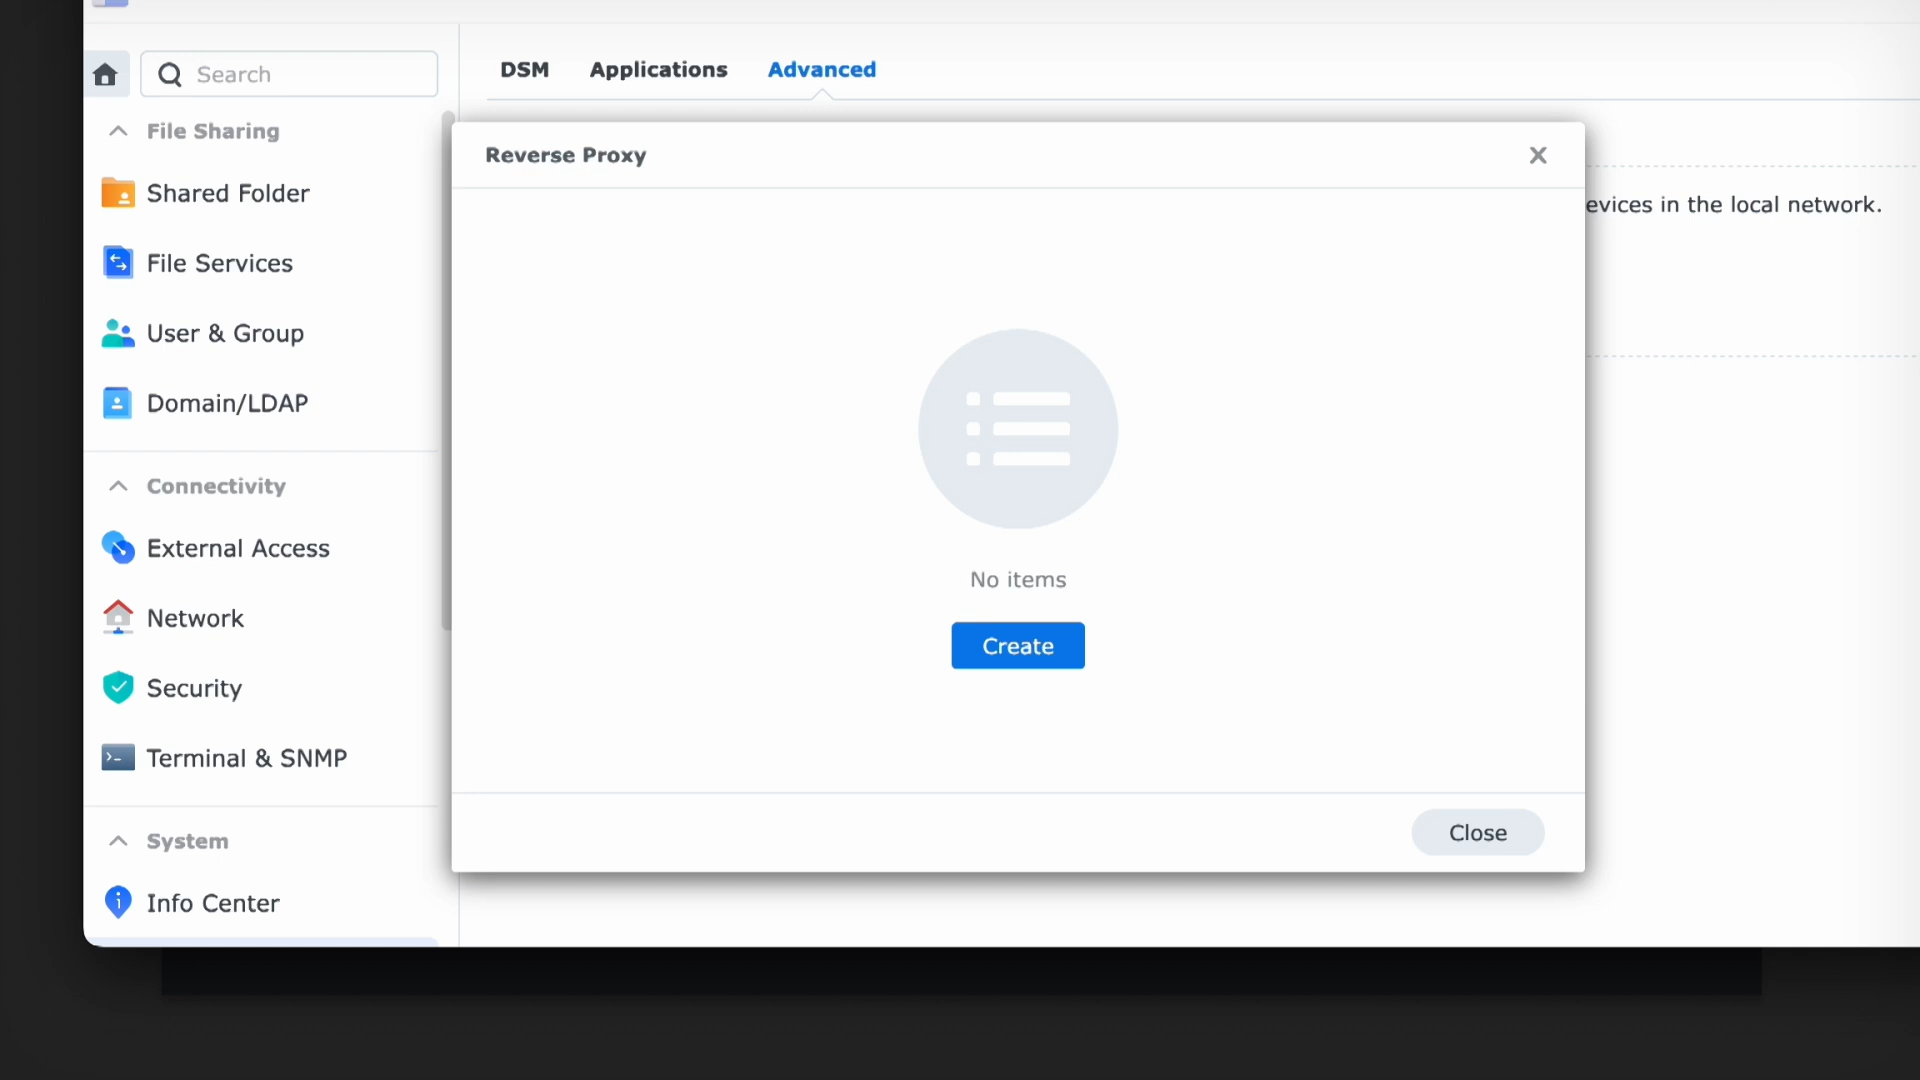 Search
DSM
Applications
Advanced
File Sharing
Shared Folder
File Services
User & Group
Domain/LDAP
Connectivity
External Access
Network
Security
Terminal & SNMP
System
Info Center
Reverse Proxy
evices in the local network.
No items
Create
Close